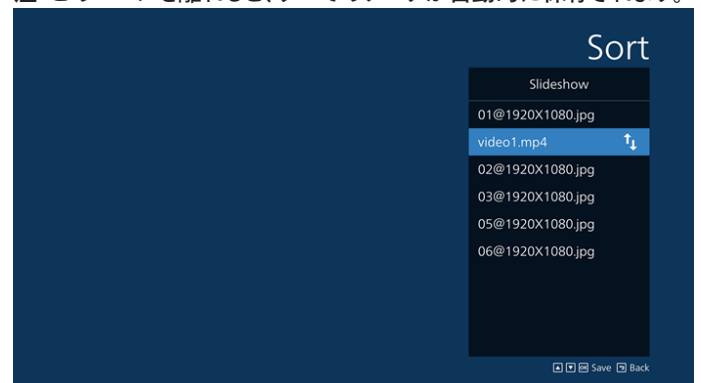 Sort
Slideshow
01@1920X1080.jpg
video1.mp4
02@1920X1080.jpg
03@1920X1080.jpg
05@1920X1080.jpg
06@1920X1080.jpg
OK Save Back